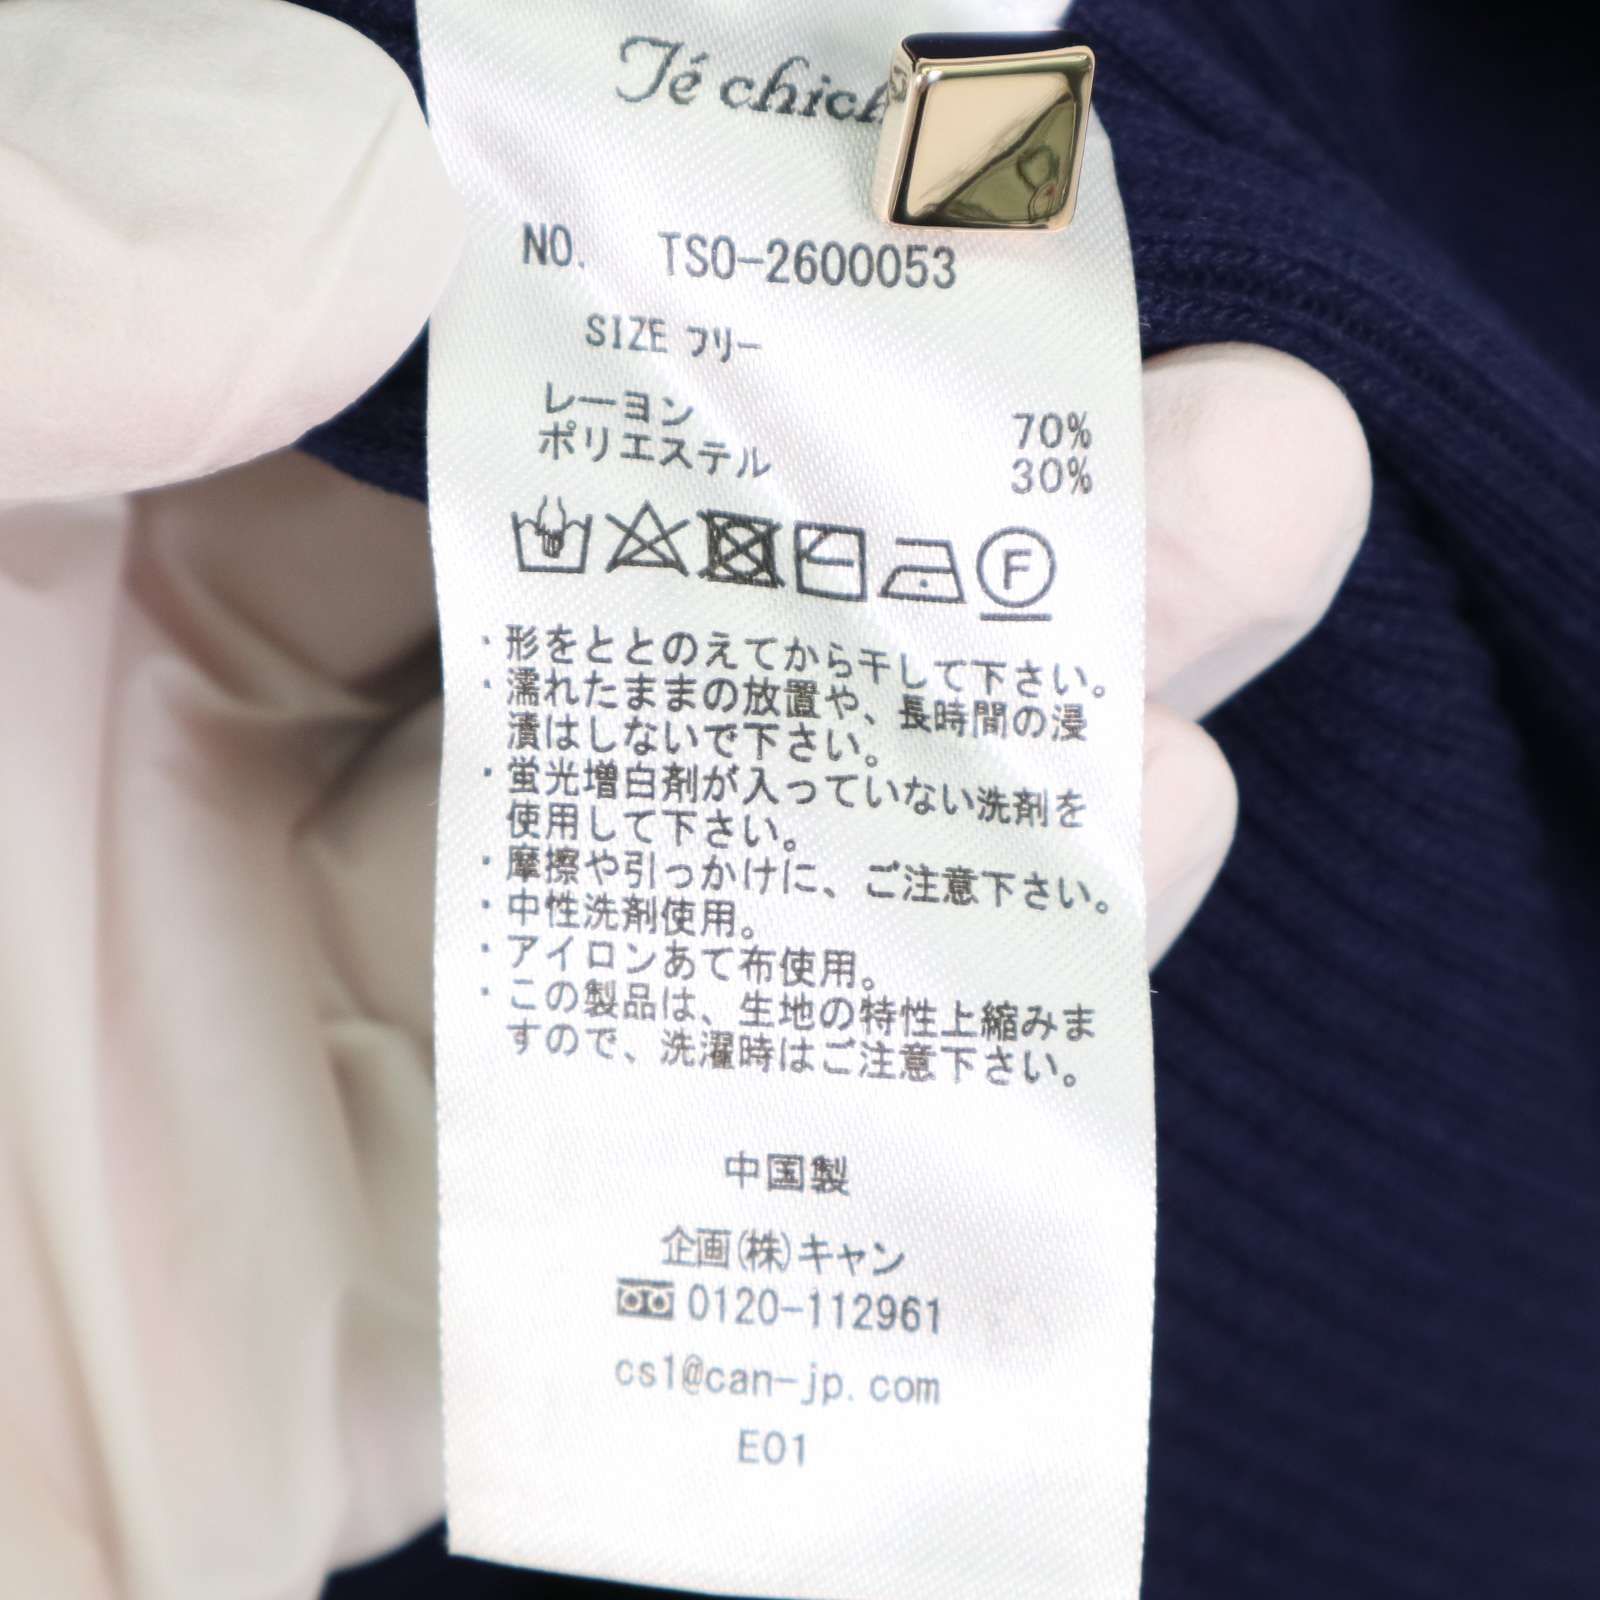 Té chichi
NO. TSO-2600053
SIZE フリー
レーヨン 70%
ポリエステル 30%
F
・形をととのえてから干して下さい。
・濡れたままの放置や、長時間の浸
漬はしないで下さい。
・蛍光増白剤が入っていない洗剤を
使用して下さい。
・摩擦や引っかけに、ご注意下さい。
・中性洗剤使用。
・アイロンあて布使用。
・この製品は、生地の特性上縮みま
すので、洗濯時はご注意下さい。
中国製
企画(株)キャン
0120-112961
cs1@can-jp.com
E01